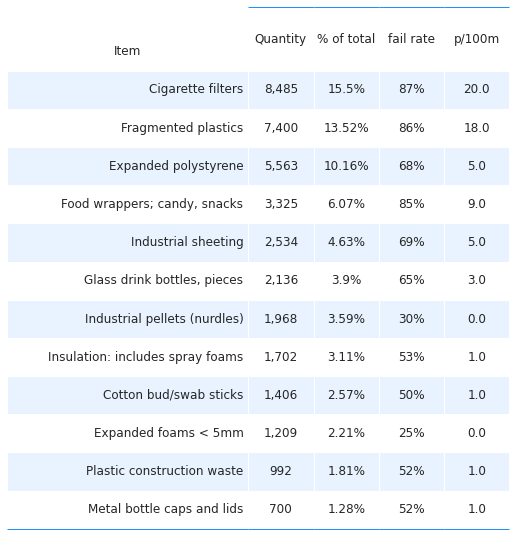 Item Quantity % of total fail rate p/100m
Cigarette filters 8,485 15.5% 87% 20.0
Fragmented plastics 7,400 13.52% 86% 18.0
Expanded polystyrene 5,563 10.16% 68% 5.0
Food wrappers; candy, snacks 3,325 6.07% 85% 9.0
Industrial sheeting 2,534 4.63% 69% 5.0
Glass drink bottles, pieces 2,136 3.9% 65% 3.0
Industrial pellets (nurdles) 1,968 3.59% 30% 0.0
Insulation: includes spray foams 1,702 3.11% 53% 1.0
Cotton bud/swab sticks 1,406 2.57% 50% 1.0
Expanded foams < 5mm 1,209 2.21% 25% 0.0
Plastic construction waste 992 1.81% 52% 1.0
Metal bottle caps and lids 700 1.28% 52% 1.0